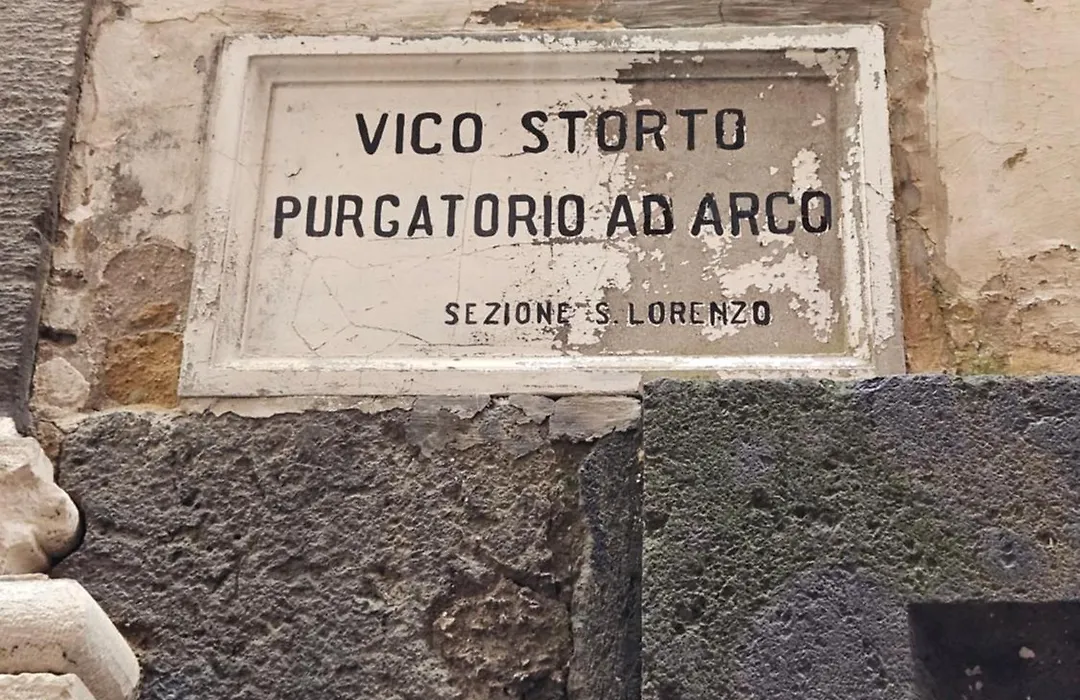 VICO STORTO
PURGATORIO AD ARCO
SEZIONE S. LORENZO